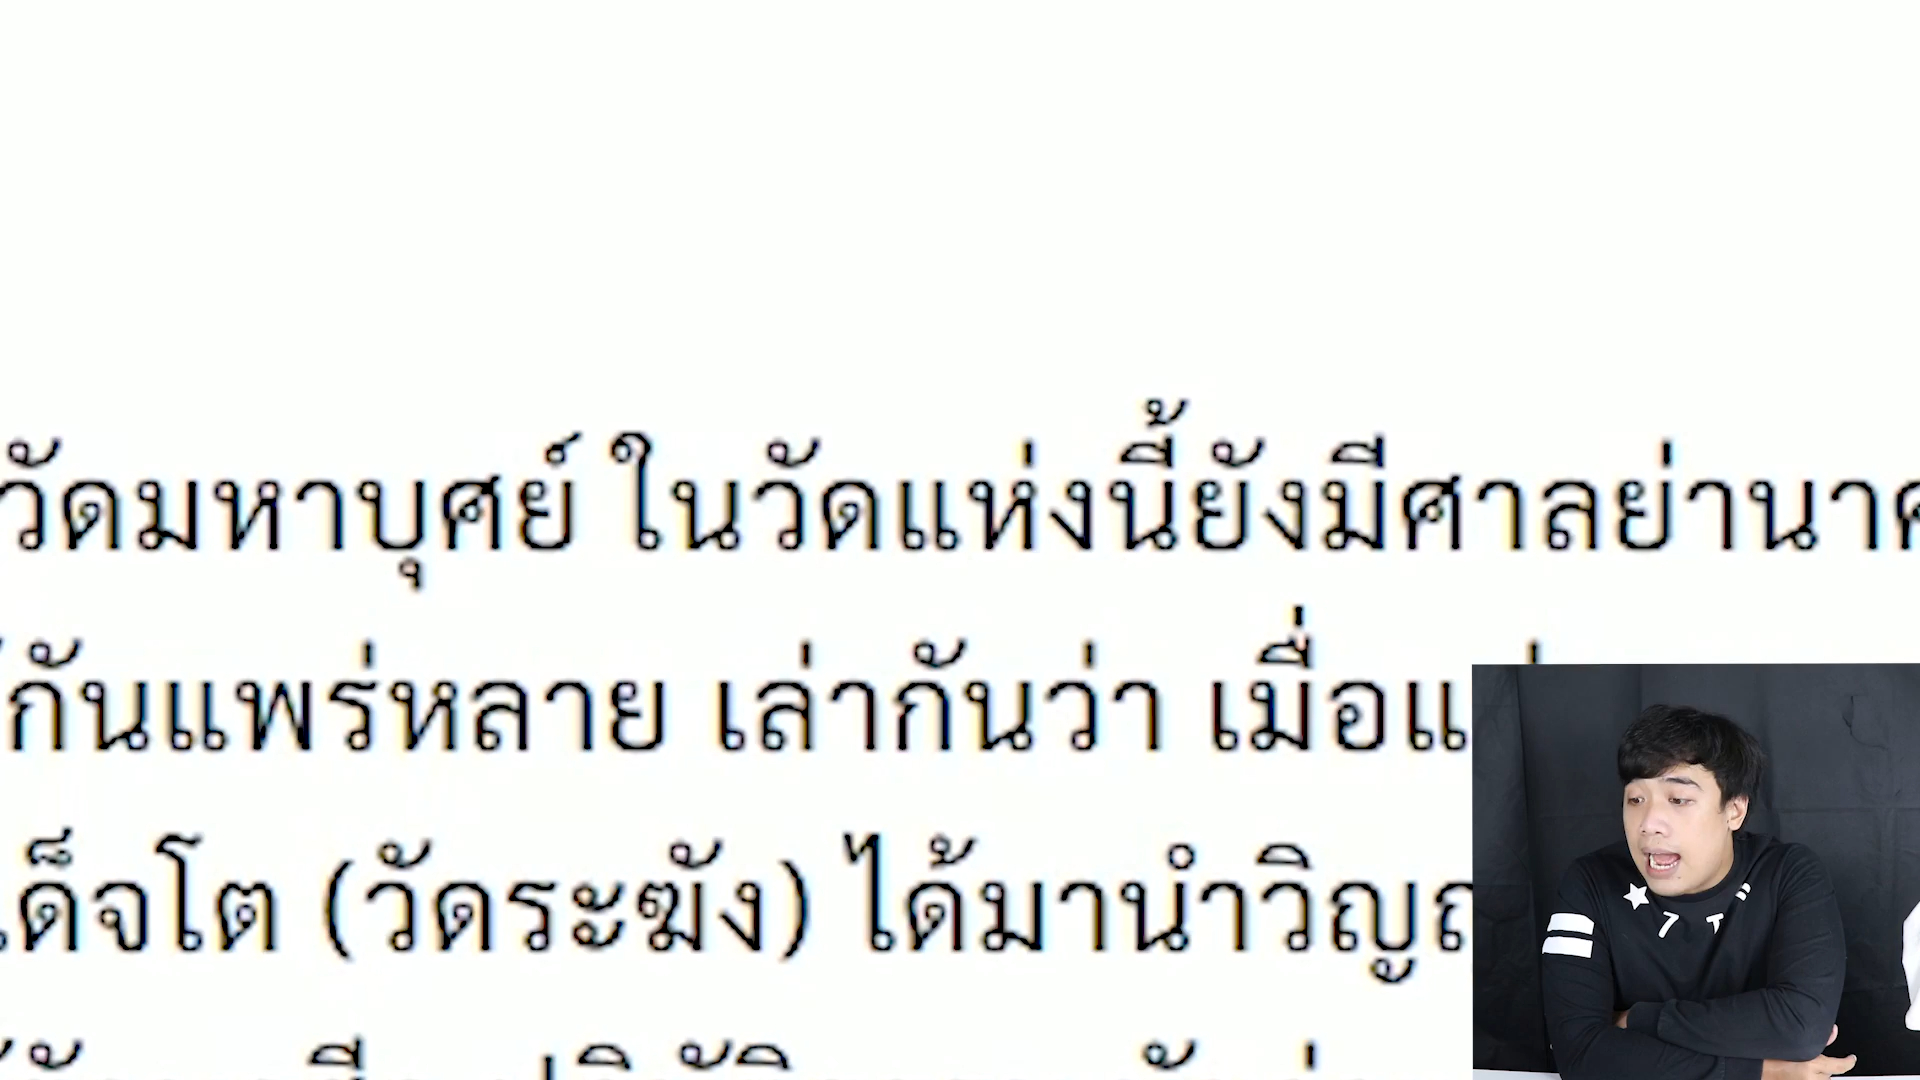 วัดมหาบุศย์ ในวัดแห่งนี้ยังมีศาลย่านาค
กันแพร่หลาย เล่ากันว่า เมื่อแ
เด็จโต (วัดระฆัง) ได้มานำวิญญ
7 T